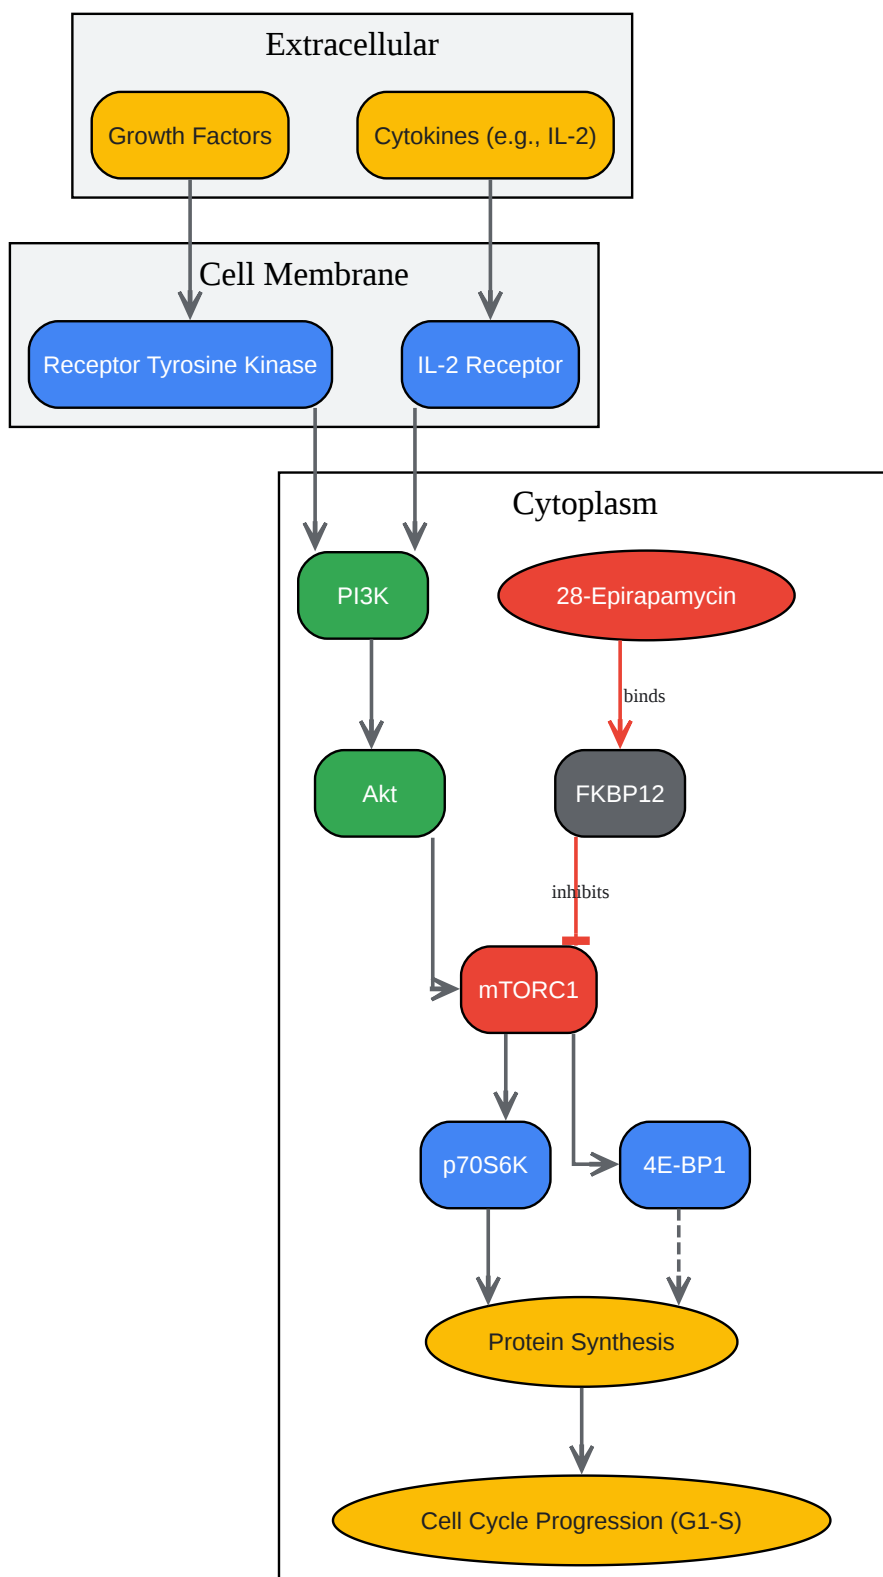 Extracellular
Growth Factors
Cytokines (e.g., IL-2)
Cell Membrane
Receptor Tyrosine Kinase
IL-2 Receptor
Cytoplasm
PI3K
28-Epirapamycin
binds
Akt
FKBP12
inhibits
mTORC1
p70S6K
4E-BP1
Protein Synthesis
Cell Cycle Progression (G1-S)